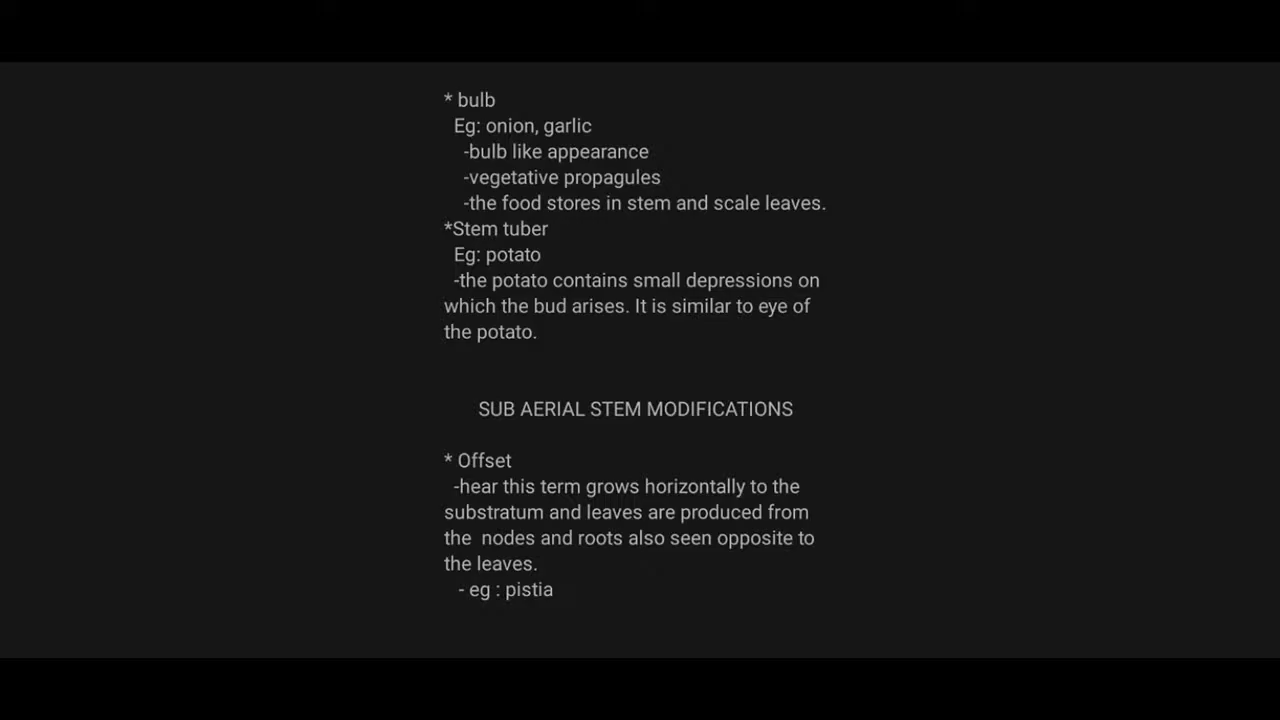 * bulb
Eg: onion, garlic
-bulb like appearance
-vegetative propagules
-the food stores in stem and scale leaves.
*Stem tuber
Eg: potato
-the potato contains small depressions on
which the bud arises. It is similar to eye of
the potato.
SUB AERIAL STEM MODIFICATIONS
* Offset
-hear this term grows horizontally to the
substratum and leaves are produced from
the nodes and roots also seen opposite to
the leaves.
- eg : pistia